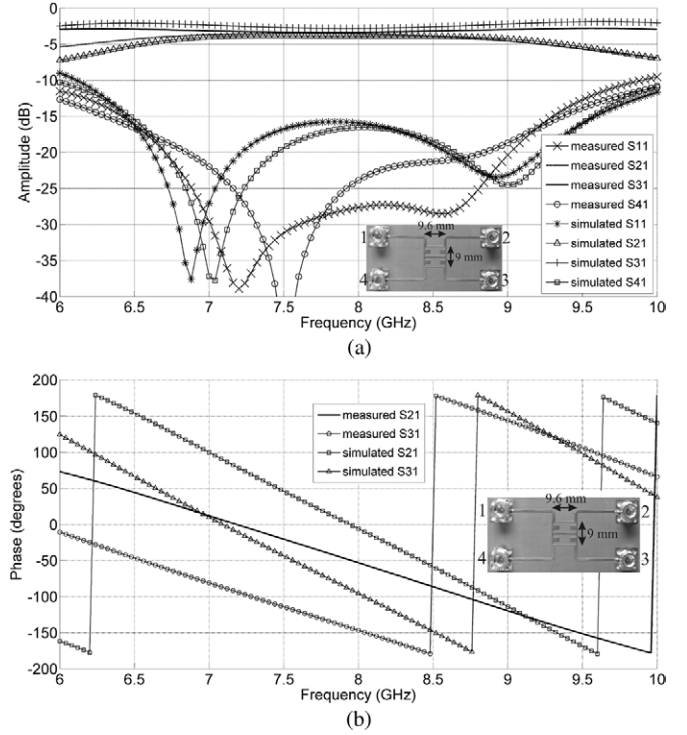 0
-5
-10
-15
-20
-25
-30
-35
-40
Amplitude (dB)
measured S11
measured S21
measured S31
measured S41
simulated S11
simulated S21
simulated S31
simulated S41
9.6 mm
1 2
9 mm
4 3
6 7 7.5 8 8.5 9 9.5 10
Frequency (GHz)
(a)
200
150
100
50
0
-50
-100
-150
-200
Phase (degrees)
measured S21
measured S31
simulated S21
simulated S31
9.6 mm
1 2
9 mm
4 3
6 6.5 7 7.5 8 8.5 9 9.5 10
Frequency (GHz)
(b)